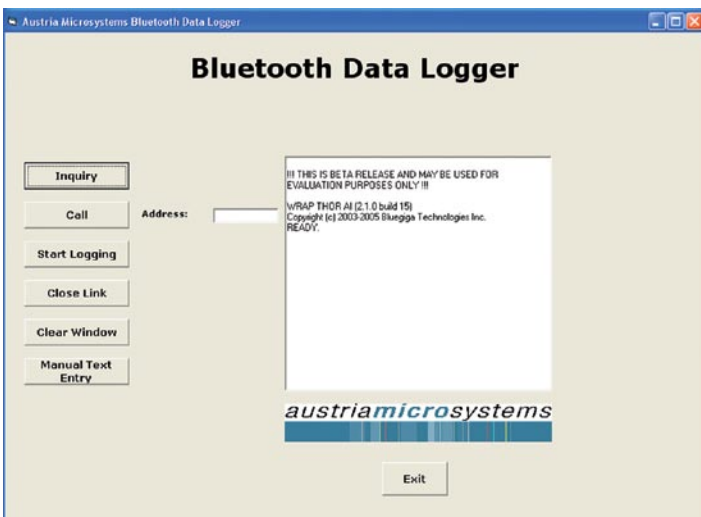 Austria Microsystems Bluetooth Data Logger
Bluetooth Data Logger
Inquiry
Call
Address:
Start Logging
Close Link
Clear Window
Manual Text
Entry
!!! THIS IS BETA RELEASE AND MAY BE USED FOR
EVALUATION PURPOSES ONLY !!!
WRAP THOR AI (2.1.0 build 15)
Copyright (c) 2003-2005 Bluegiga Technologies Inc.
READY.
austriamicrosystems
Exit